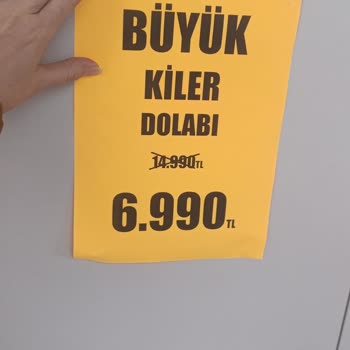 BÜYÜK
KİLER
DOLABI
14.990TL
6.990TL